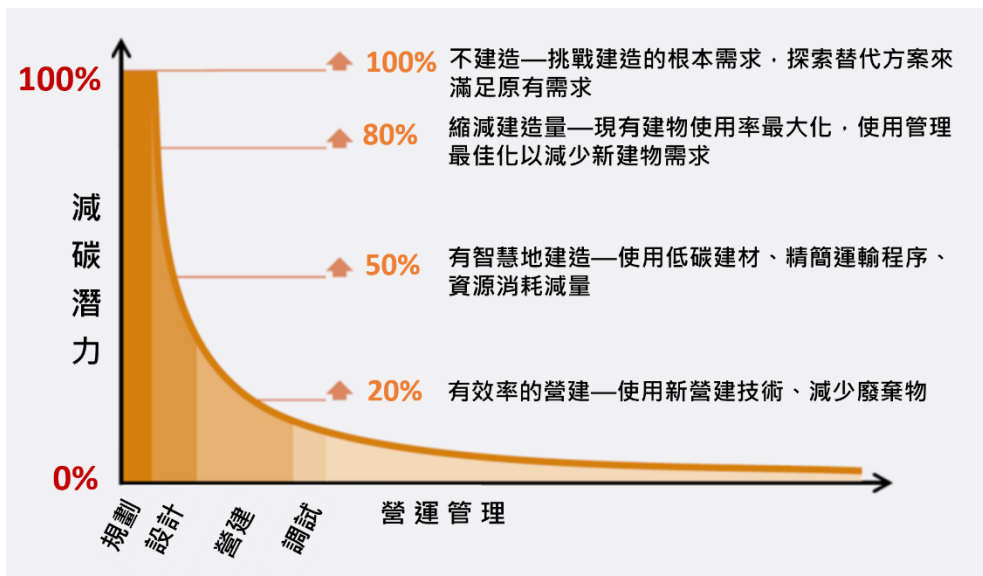 100%
減碳潛力
0%
100%
不建造—挑戰建造的根本需求，探索替代方案來
滿足原有需求
80%
縮減建造量—現有建物使用率最大化，使用管理
最佳化以減少新建物需求
50%
有智慧地建造—使用低碳建材、精簡運輸程序、
資源消耗減量
20%
有效率的營建—使用新營建技術、減少廢棄物
規劃
設計
營建
調試
營運管理